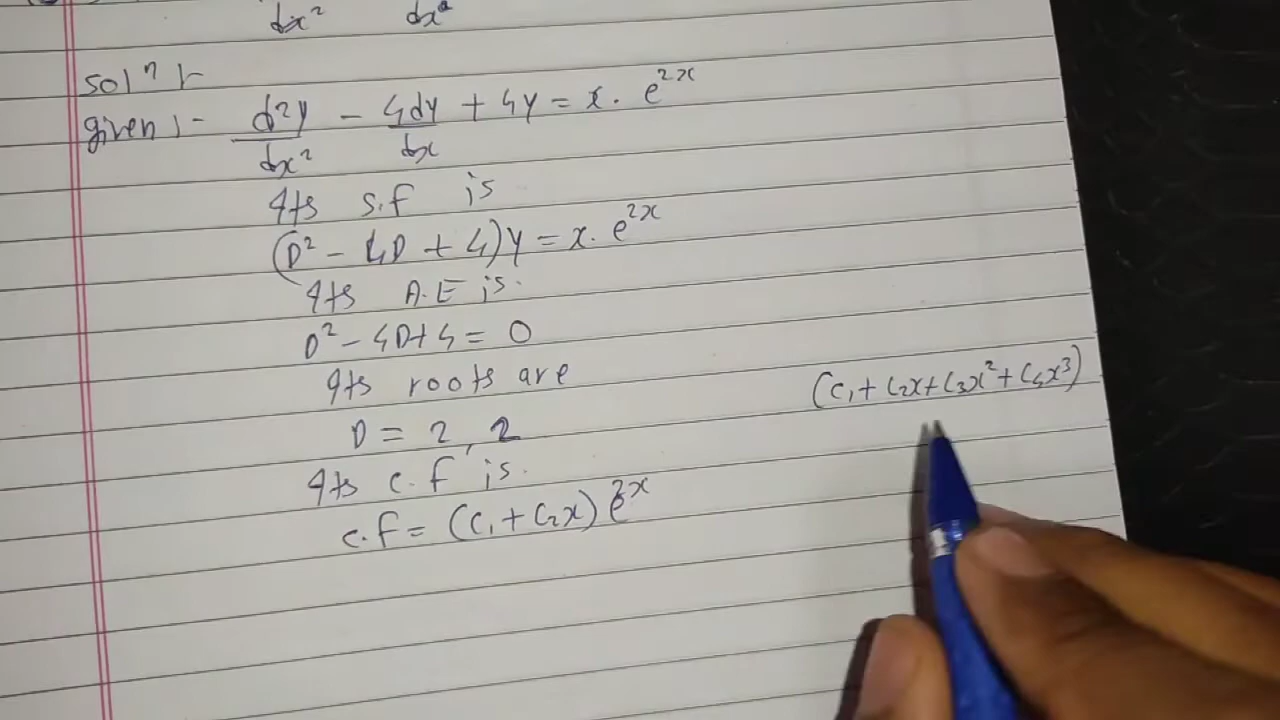 dx² dx²
solⁿ :-
given :- d²y/dx² - 4dy/dx + 4y = x. e^2x
Its S.F is
(D² - 4D + 4)y = x. e^2x
Its A.E is.
D² - 4D + 4 = 0
Its roots are
(c₁ + c₂x + c₃x² + c₄x³)
D = 2, 2
Its C.F is.
C.F = (c₁ + c₂x) e^2x